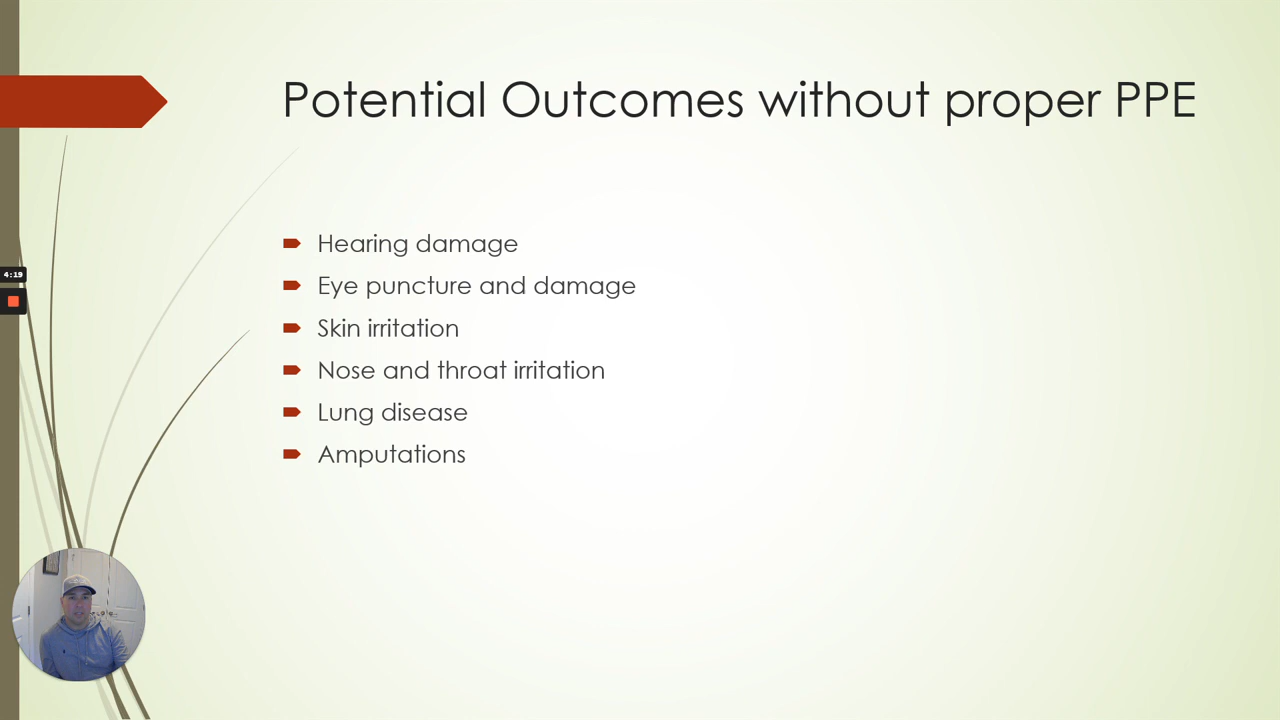 Potential Outcomes without proper PPE
Hearing damage
Eye puncture and damage
4:19
Skin irritation
Nose and throat irritation
Lung disease
Amputations